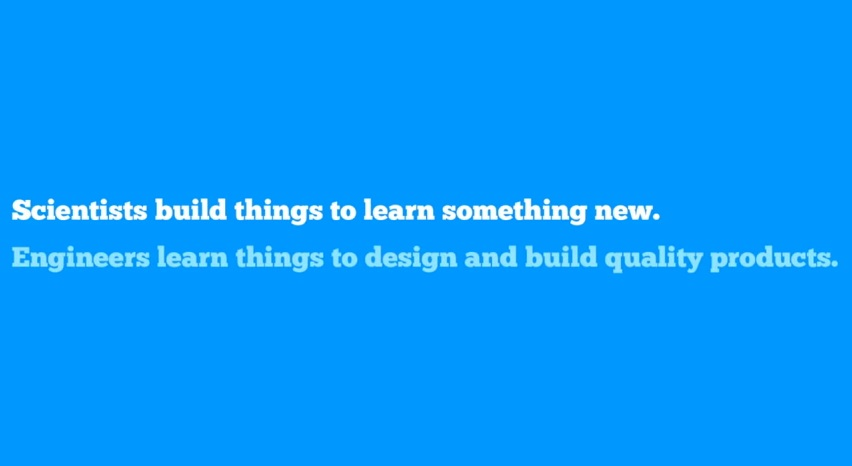 Scientists build things to learn something new.
Engineers learn things to design and build quality products.